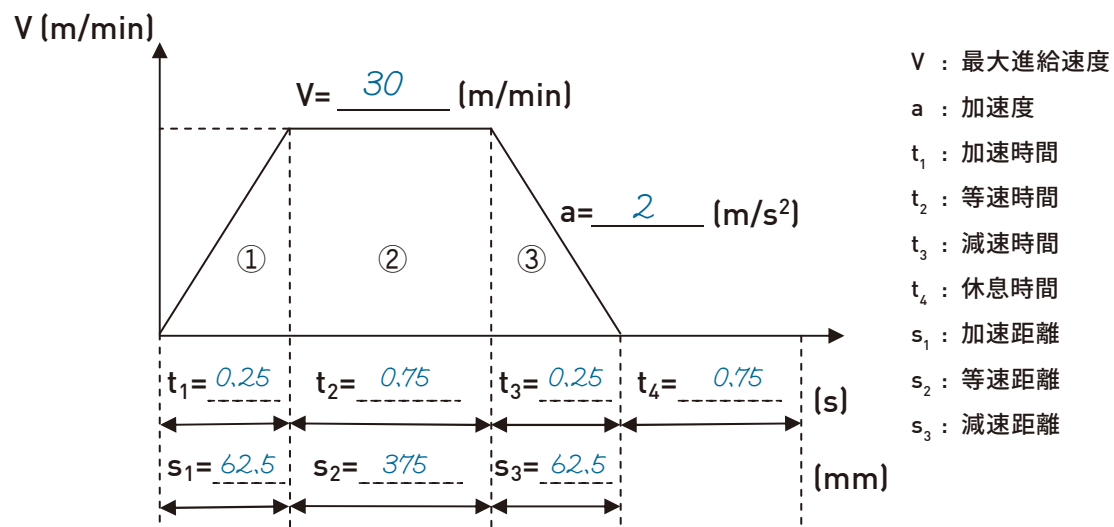 V (m/min)
V= 30 (m/min)
a= 2 (m/s²)
① ② ③
t₁= 0.25 t₂= 0.75 t₃= 0.25 t₄= 0.75 (s)
s₁= 62.5 s₂= 375 s₃= 62.5 (mm)
V : 最大進給速度
a : 加速度
t₁ : 加速時間
t₂ : 等速時間
t₃ : 減速時間
t₄ : 休息時間
s₁ : 加速距離
s₂ : 等速距離
s₃ : 減速距離